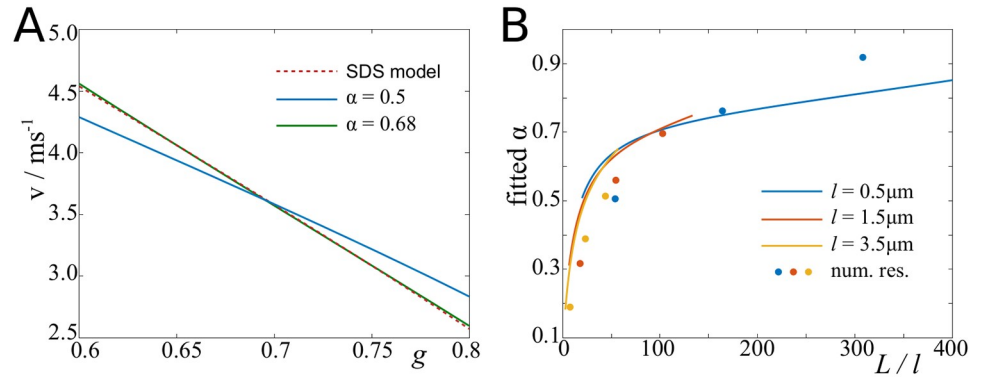 A
5.0
4.5
4.0
3.5
3.0
2.5
v / ms⁻¹
SDS model
α = 0.5
α = 0.68
0.6
0.65
0.7
0.75
0.8
g
B
0.9
0.7
0.5
0.3
0.1
fitted α
l = 0.5μm
l = 1.5μm
l = 3.5μm
num. res.
0
100
200
300
400
L / l